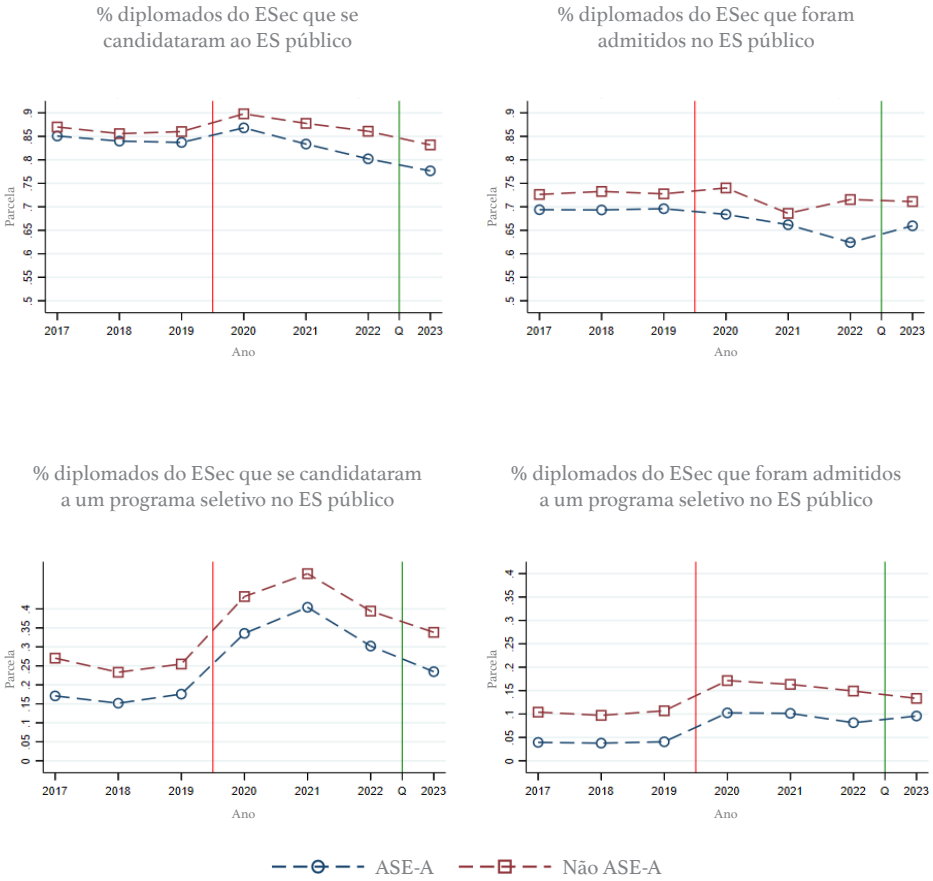 % diplomados do ESec que se
candidataram ao ES público
% diplomados do ESec que foram
admitidos no ES público
.9
.85
.8
.75
.7
.65
.6
.55
.5
Parcela
2017 2018 2019 2020 2021 2022 Q 2023
Ano
.9
.85
.8
.75
.7
.65
.6
.55
.5
Parcela
2017 2018 2019 2020 2021 2022 Q 2023
Ano
% diplomados do ESec que se candidataram
a um programa seletivo no ES público
% diplomados do ESec que foram admitidos
a um programa seletivo no ES público
.4
.35
.3
.25
.2
.15
.1
.05
0
Parcela
2017 2018 2019 2020 2021 2022 Q 2023
Ano
.4
.35
.3
.25
.2
.15
.1
.05
0
Parcela
2017 2018 2019 2020 2021 2022 Q 2023
Ano
ASE-A Não ASE-A